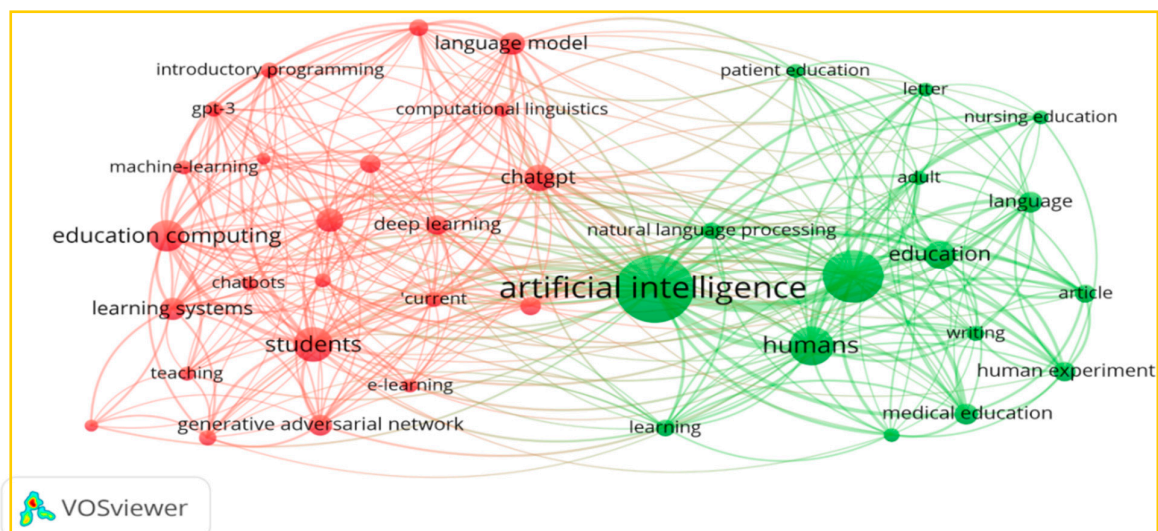 language model
introductory programming
patient education
letter
gpt-3
computational linguistics
nursing education
machine-learning
chatgpt
adult
language
education computing
deep learning
natural language processing
education
chatbots
artificial intelligence
learning systems
'current
article
students
humans
writing
teaching
e-learning
human experiment
generative adversarial network
learning
medical education
VOSviewer